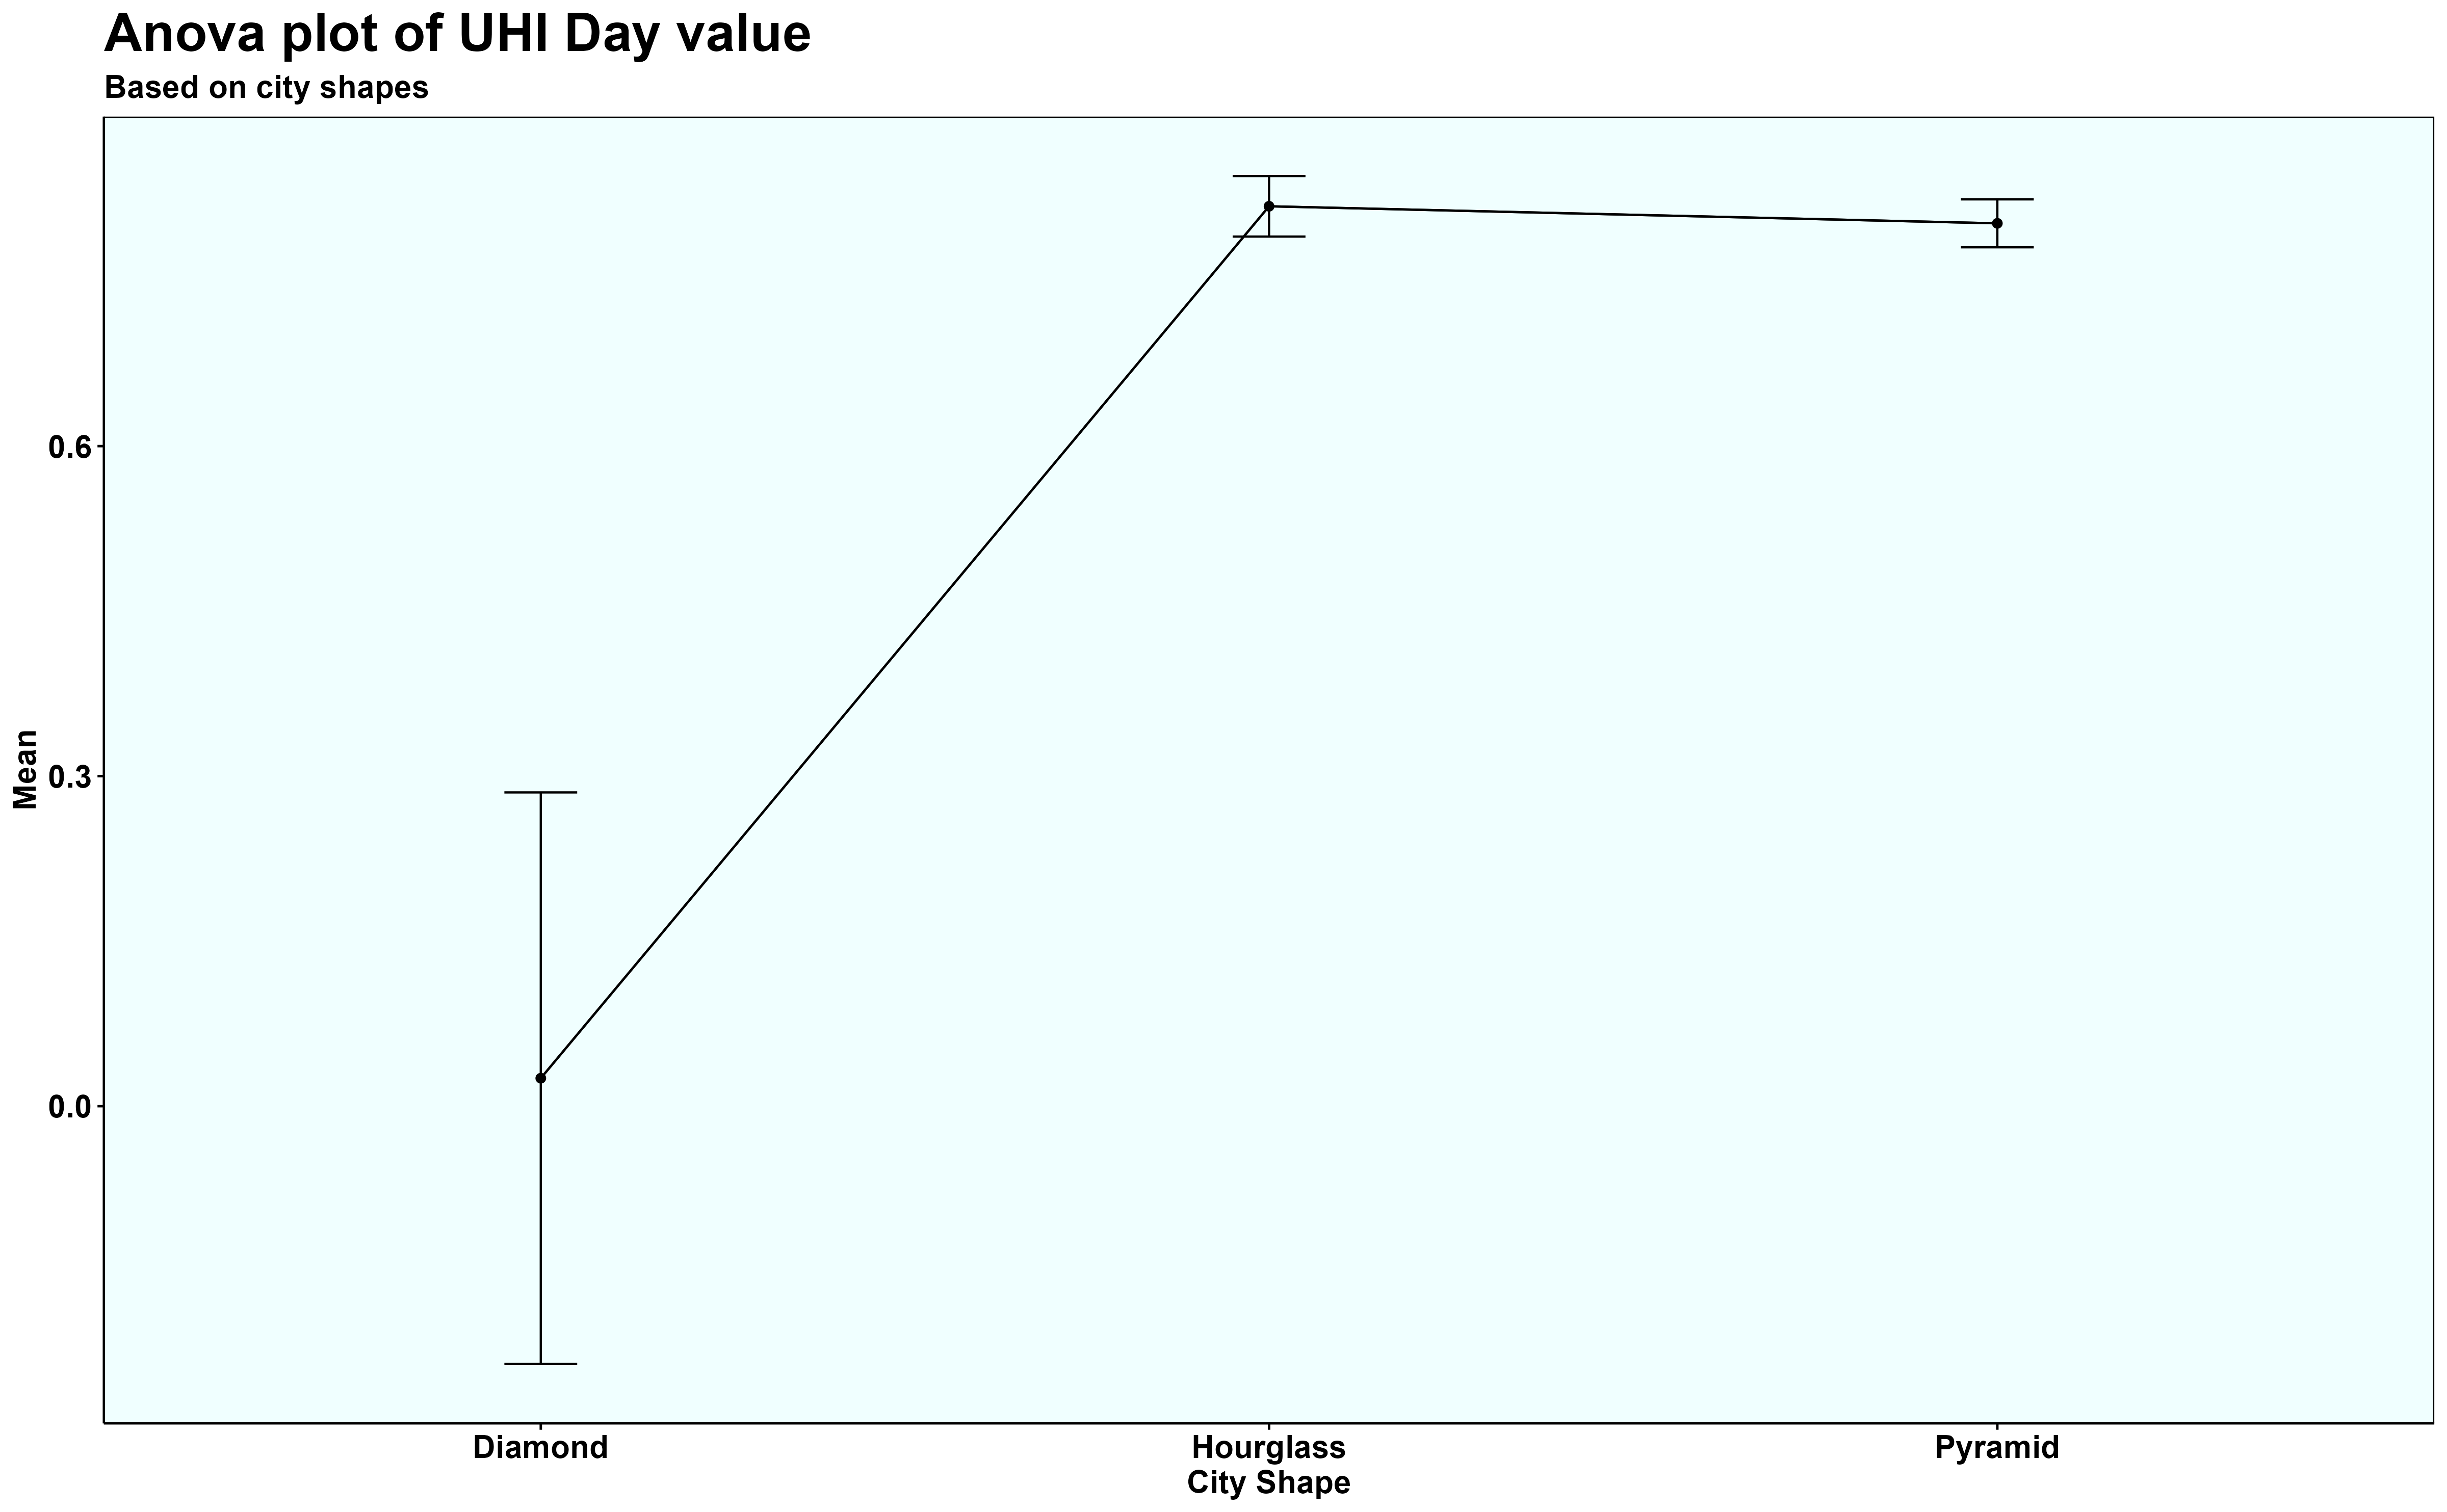 Anova plot of UHI Day value
Based on city shapes
Mean
0.6
0.3
0.0
Diamond
Hourglass
Pyramid
City Shape